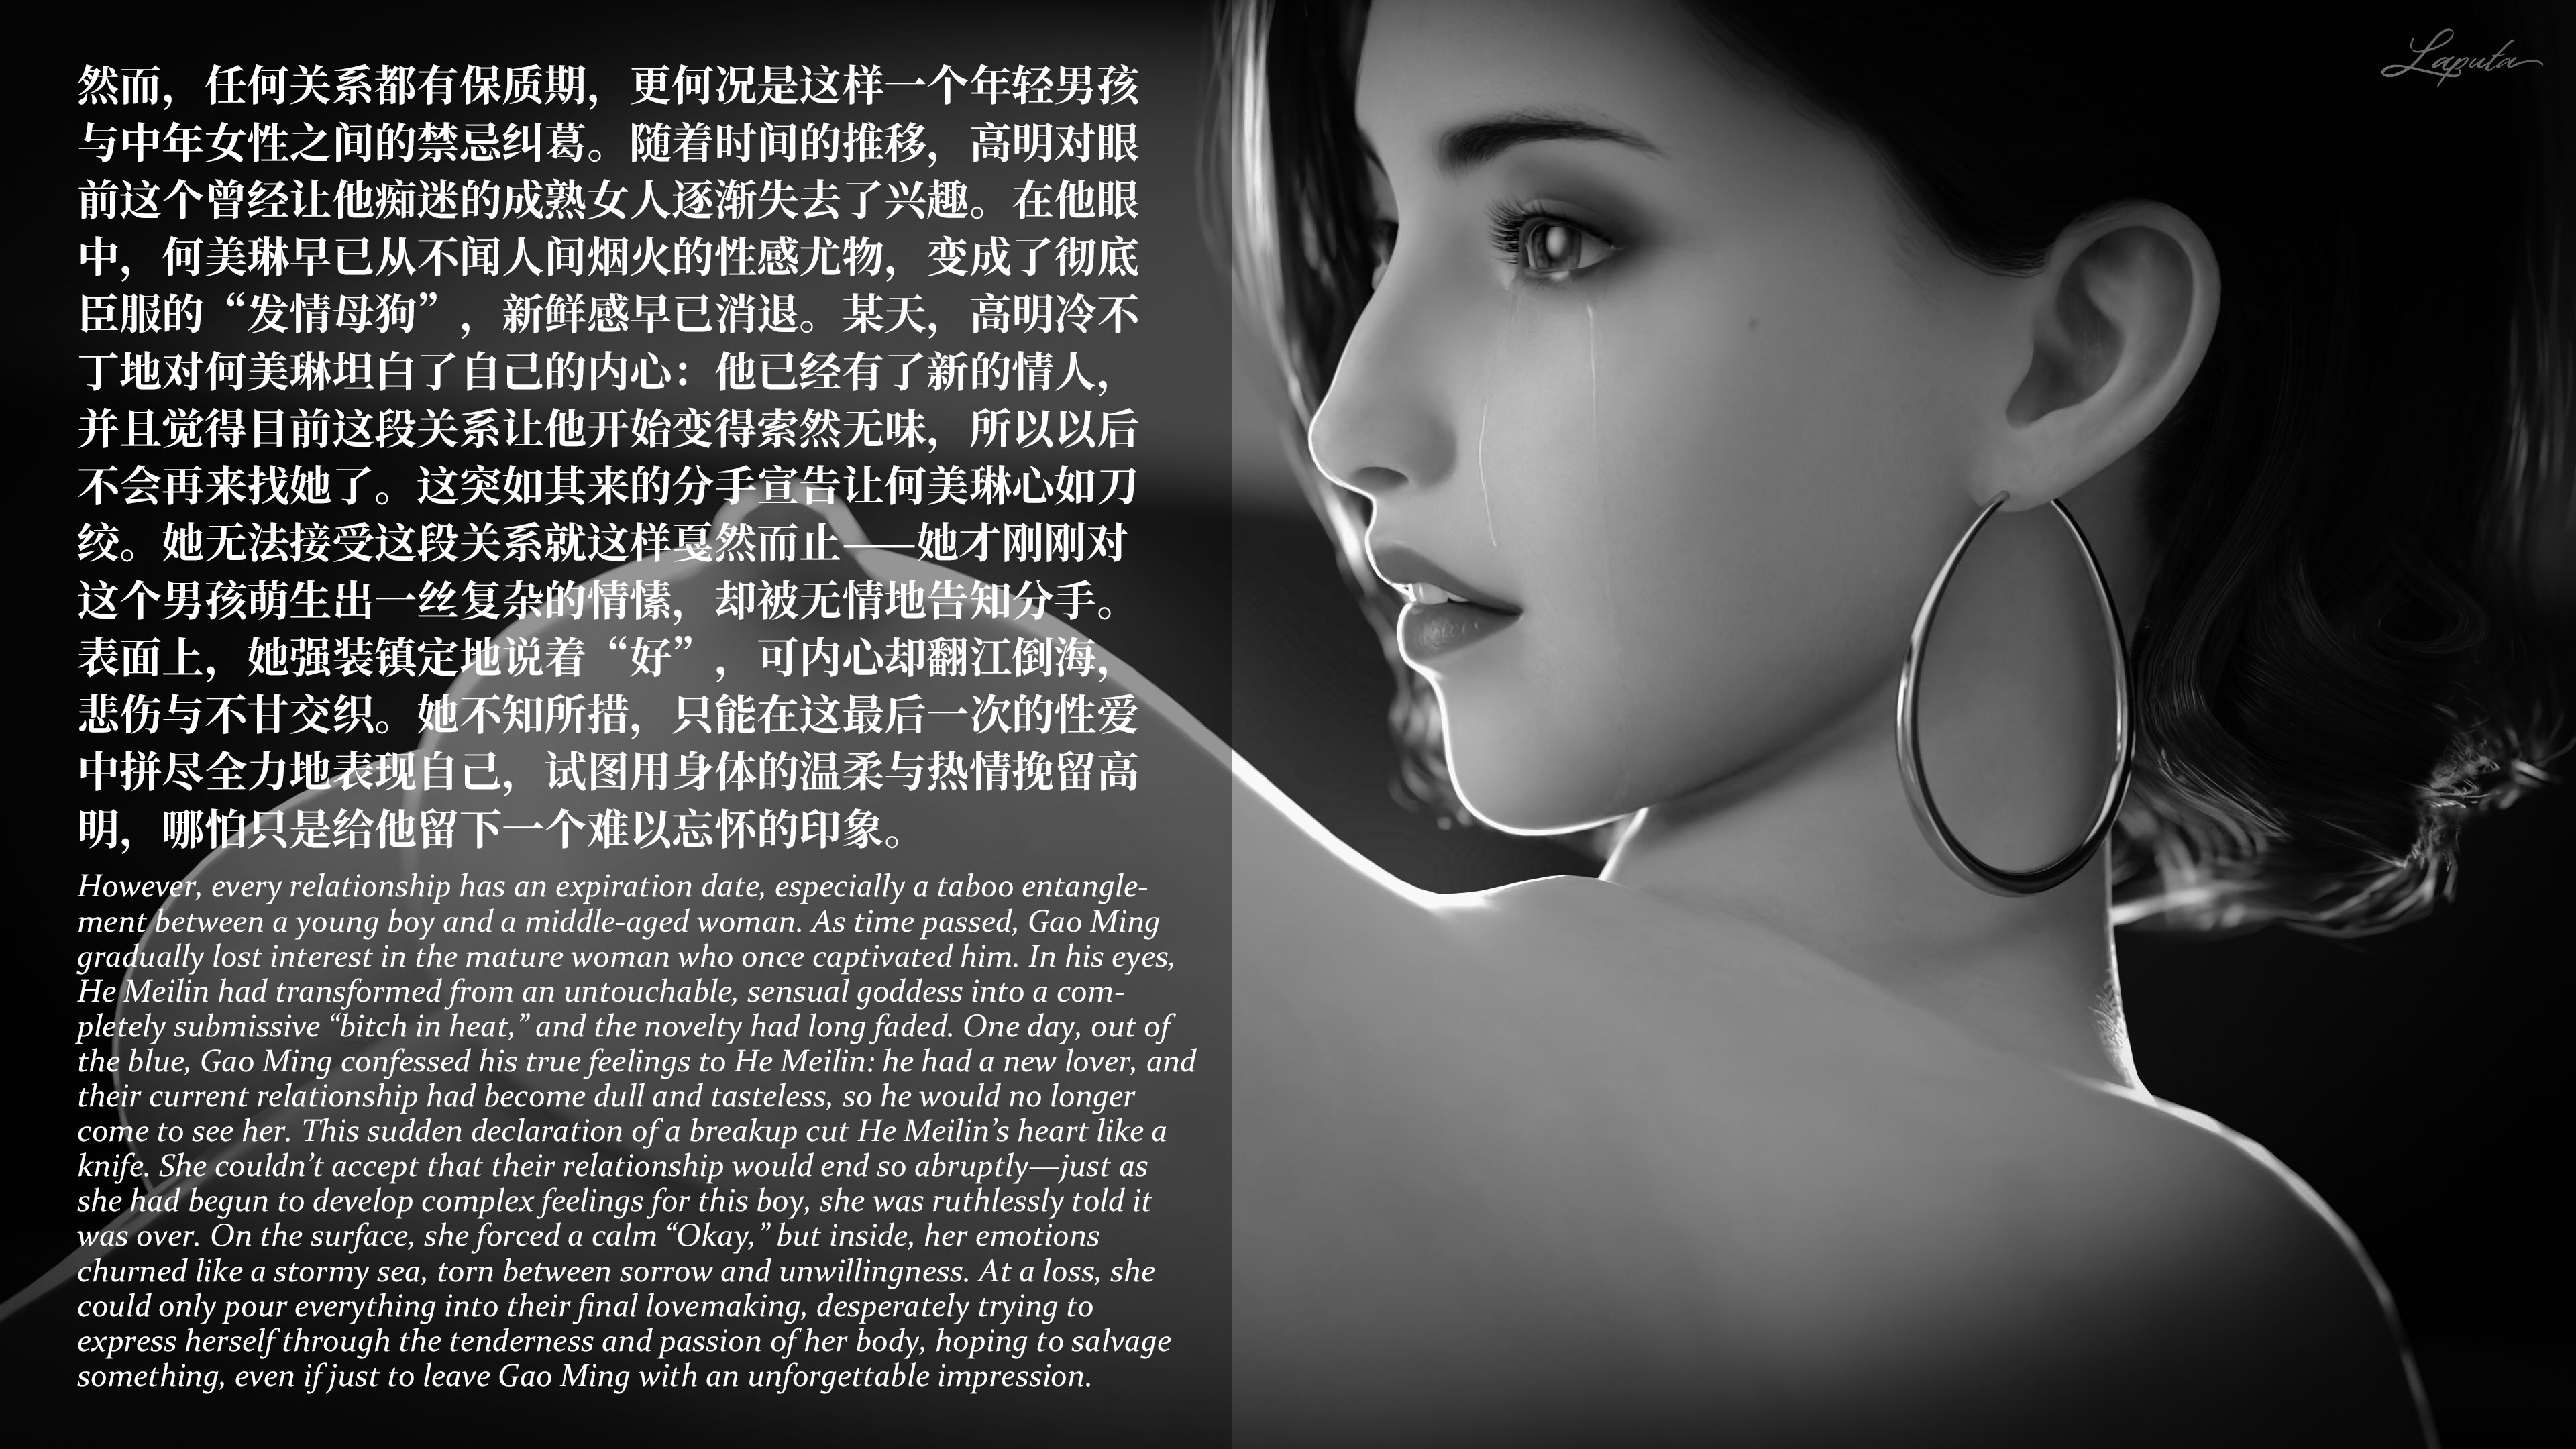 Laputa
然而，任何关系都有保质期，更何况是这样一个年轻男孩
与中年女性之间的禁忌纠葛。随着时间的推移，高明对眼
前这个曾经让他痴迷的成熟女人逐渐失去了兴趣。在他眼
中，何美琳早已从不闻人间烟火的性感尤物，变成了彻底
臣服的“发情母狗”，新鲜感早已消退。某天，高明冷不
丁地对何美琳坦白了自己的内心：他已经有了新的情人，
并且觉得目前这段关系让他开始变得索然无味，所以以后
不会再来找她了。这突如其来的分手宣告让何美琳心如刀
绞。她无法接受这段关系就这样戛然而止——她才刚刚对
这个男孩萌生出一丝复杂的情愫，却被无情地告知分手。
表面上，她强装镇定地说着“好”，可内心却翻江倒海，
悲伤与不甘交织。她不知所措，只能在这最后一次的性爱
中拼尽全力地表现自己，试图用身体的温柔与热情挽留高
明，哪怕只是给他留下一个难以忘怀的印象。
However, every relationship has an expiration date, especially a taboo entangle-
ment between a young boy and a middle-aged woman. As time passed, Gao Ming
gradually lost interest in the mature woman who once captivated him. In his eyes,
He Meilin had transformed from an untouchable, sensual goddess into a com-
pletely submissive “bitch in heat,” and the novelty had long faded. One day, out of
the blue, Gao Ming confessed his true feelings to He Meilin: he had a new lover, and
their current relationship had become dull and tasteless, so he would no longer
come to see her. This sudden declaration of a breakup cut He Meilin’s heart like a
knife. She couldn’t accept that their relationship would end so abruptly—just as
she had begun to develop complex feelings for this boy, she was ruthlessly told it
was over. On the surface, she forced a calm “Okay,” but inside, her emotions
churned like a stormy sea, torn between sorrow and unwillingness. At a loss, she
could only pour everything into their final lovemaking, desperately trying to
express herself through the tenderness and passion of her body, hoping to salvage
something, even if just to leave Gao Ming with an unforgettable impression.